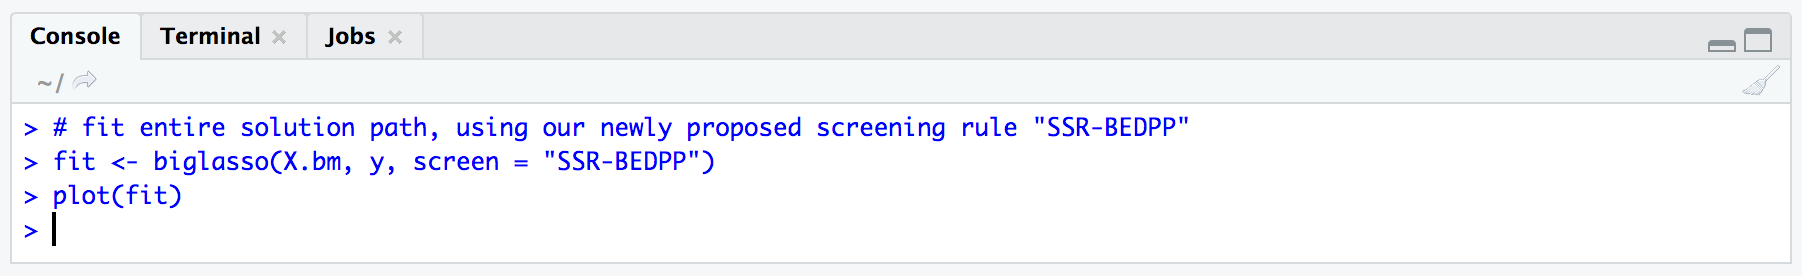 Console Terminal × Jobs ×
~/
> # fit entire solution path, using our newly proposed screening rule "SSR-BEDPP"
> fit <- biglasso(X.bm, y, screen = "SSR-BEDPP")
> plot(fit)
>